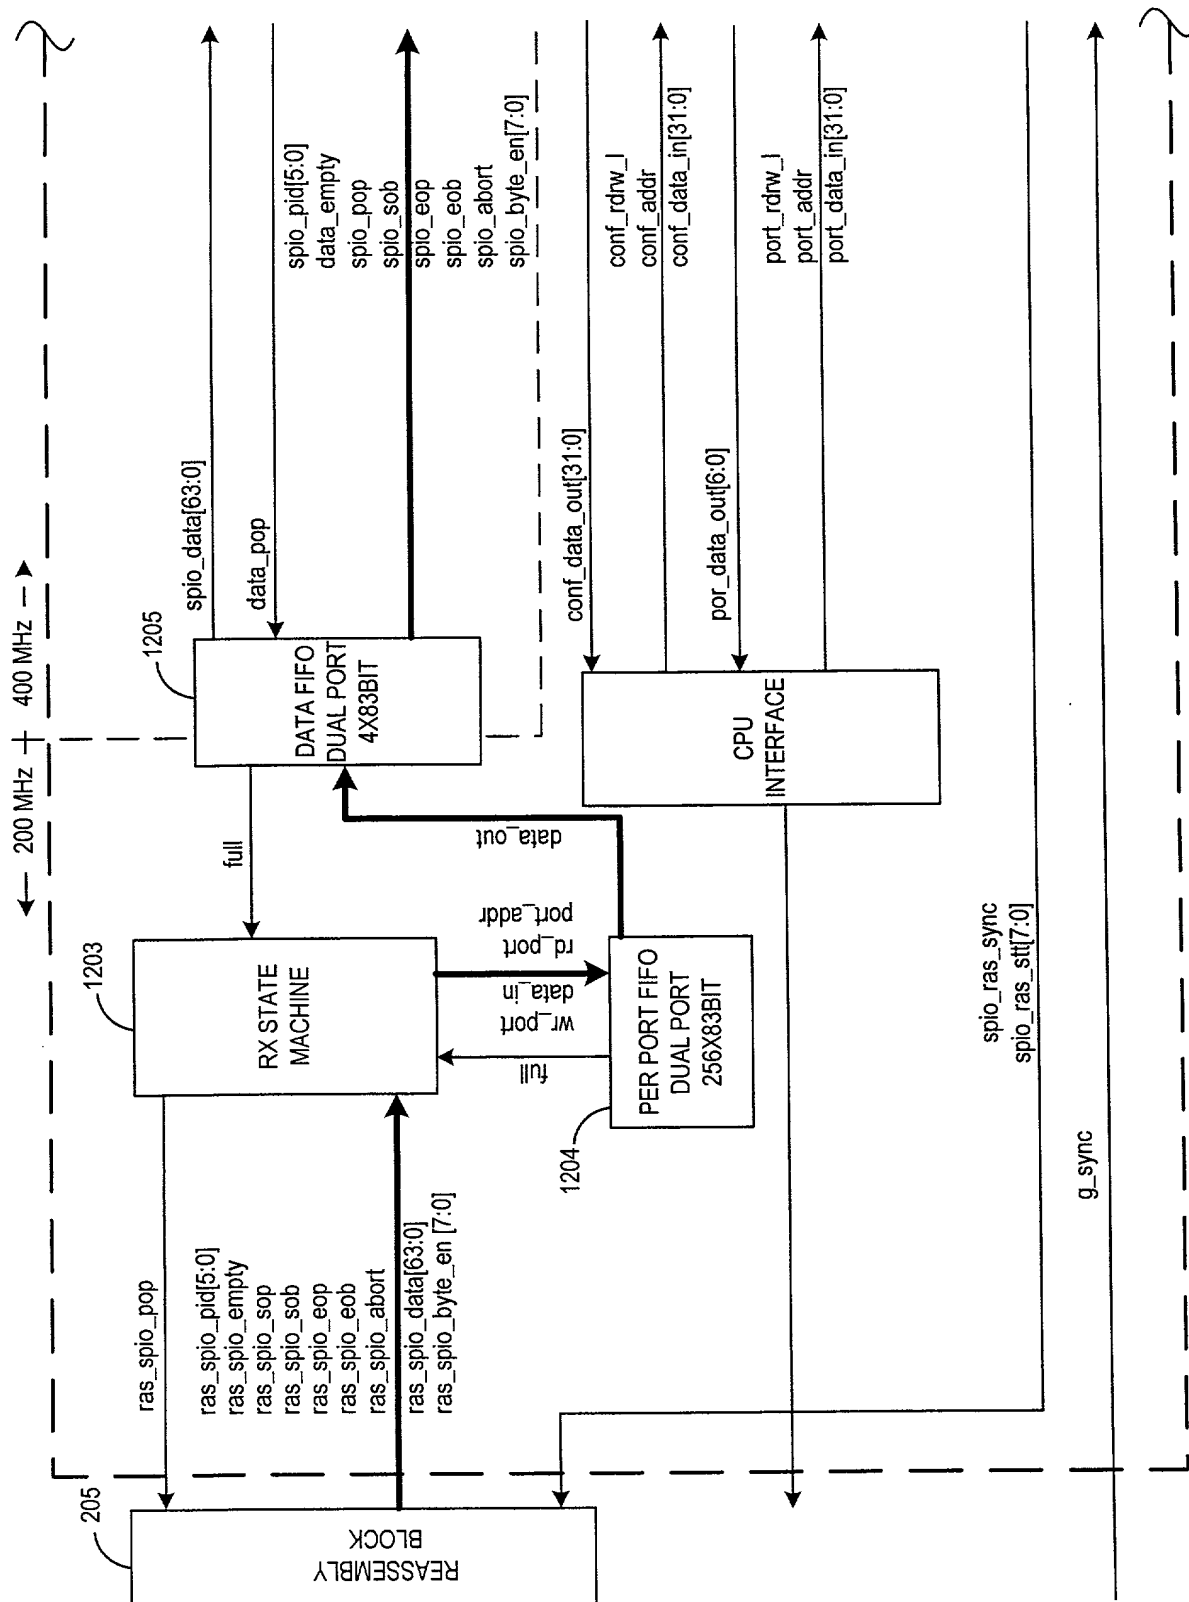 ← 200 MHz
400 MHz →
205
REASSEMBLY
BLOCK
ras_spio_pop
ras_spio_pid[5:0]
ras_spio_empty
ras_spio_sop
ras_spio_sob
ras_spio_eop
ras_spio_eob
ras_spio_abort
ras_spio_data[63:0]
ras_spio_byte_en [7:0]
1203
RX STATE
MACHINE
full
full
wr_port
data_in
rd_port
port_addr
1204
PER PORT FIFO
DUAL PORT
256X83BIT
data_out
1205
DATA FIFO
DUAL PORT
4X83BIT
spio_data[63:0]
data_pop
spio_pid[5:0]
data_empty
spio_pop
spio_sob
spio_eop
spio_eob
spio_abort
spio_byte_en[7:0]
CPU
INTERFACE
conf_data_out[31:0]
conf_rdrw_l
conf_addr
conf_data_in[31:0]
por_data_out[6:0]
port_rdrw_l
port_addr
port_data_in[31:0]
spio_ras_sync
spio_ras_stt[7:0]
g_sync